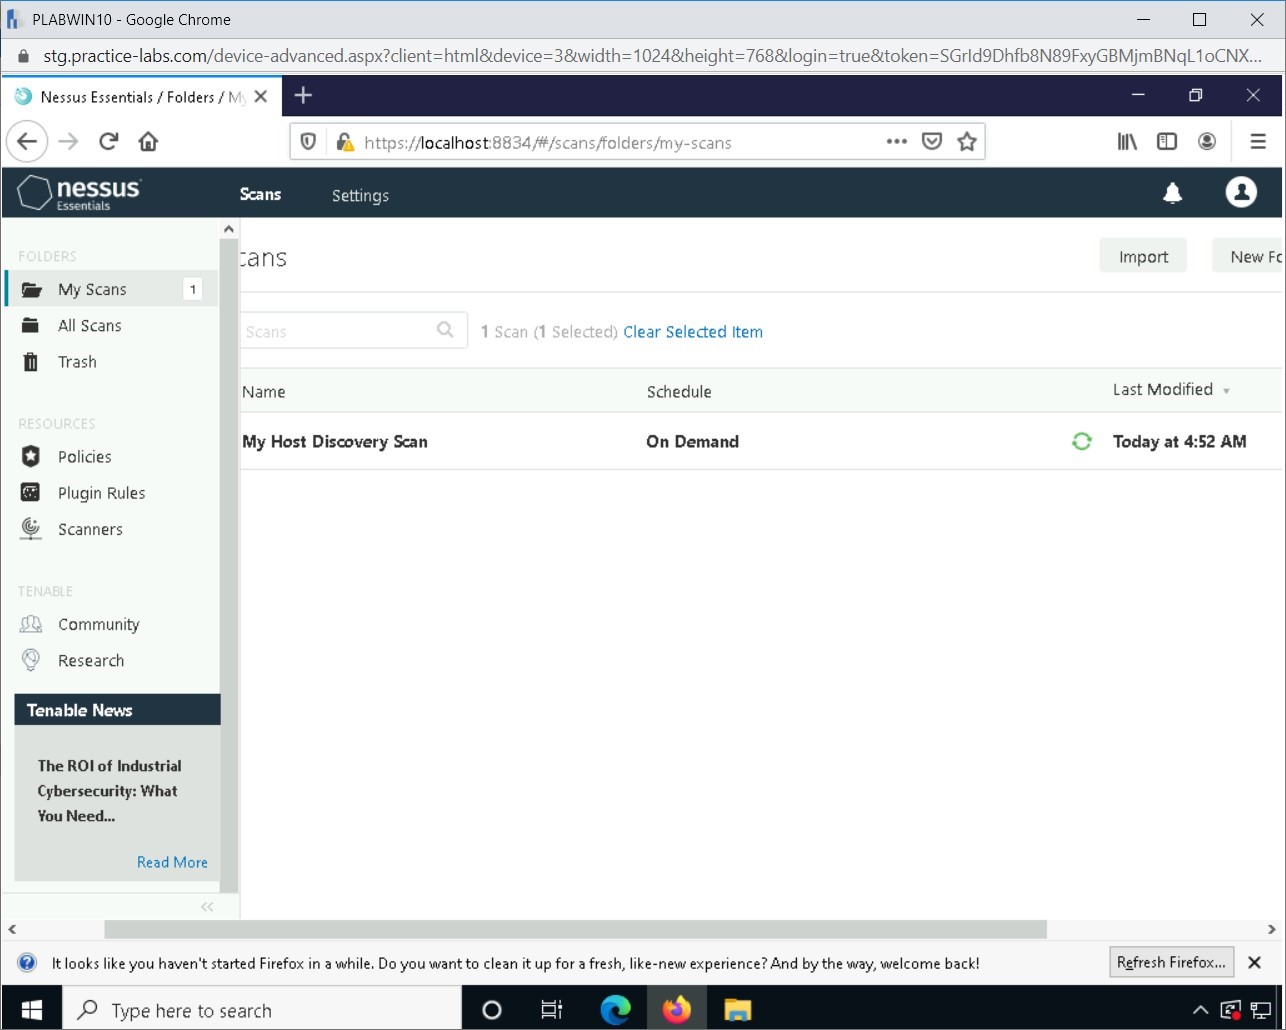 PLABWIN10 - Google Chrome
stg.practice-labs.com/device-advanced.aspx?client=html&device=3&width=1024&height=768&login=true&token=SGrId9Dhfb8N89FxyGBMjmBNqL1oCNX...
Nessus Essentials / Folders / My
https://localhost:8834/#/scans/folders/my-scans
nessus
Essentials
Scans
Settings
FOLDERS
My Scans 1
All Scans
Trash
RESOURCES
Policies
Plugin Rules
Scanners
TENABLE
Community
Research
Tenable News
The ROI of Industrial
Cybersecurity: What
You Need...
Read More
cans
Import
New Fo
Scans
1 Scan (1 Selected) Clear Selected Item
Name Schedule Last Modified
My Host Discovery Scan On Demand Today at 4:52 AM
It looks like you haven't started Firefox in a while. Do you want to clean it up for a fresh, like-new experience? And by the way, welcome back!
Refresh Firefox...
Type here to search